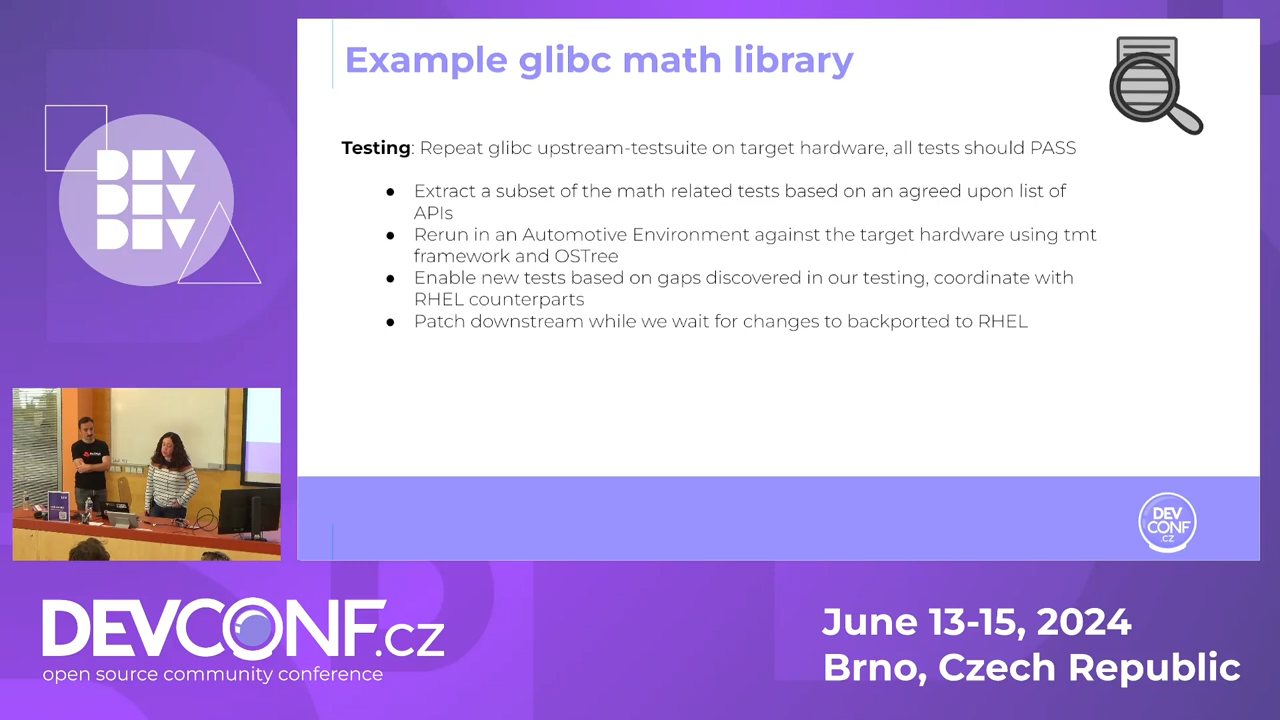 Example glibc math library
Testing: Repeat glibc upstream-testsuite on target hardware, all tests should PASS
● Extract a subset of the math related tests based on an agreed upon list of
APIs
● Rerun in an Automotive Environment against the target hardware using tmt
framework and OSTree
● Enable new tests based on gaps discovered in our testing, coordinate with
RHEL counterparts
● Patch downstream while we wait for changes to backported to RHEL
DEV
DEV
DEV
DEV
CONF
.CZ
DEVCONF.cz
open source community conference
June 13-15, 2024
Brno, Czech Republic